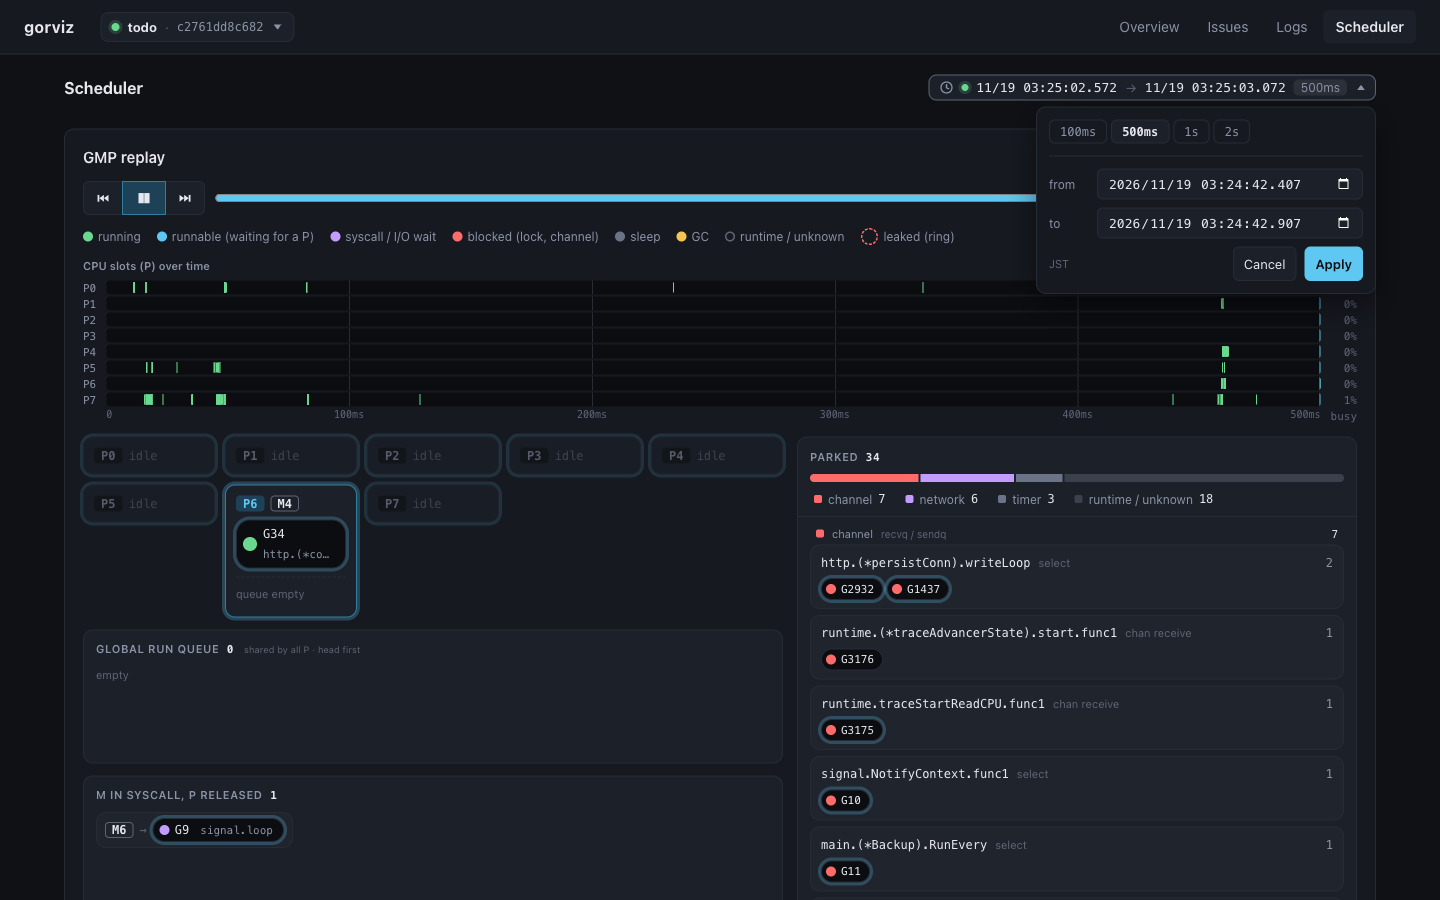 gorviz todo · c2761dd8c682 Overview Issues Logs Scheduler
Scheduler 11/19 03:25:02.572 → 11/19 03:25:03.072 500ms
100ms 500ms 1s 2s
GMP replay
from 2026/11/19 03:24:42.407
to 2026/11/19 03:24:42.907
JST Cancel Apply
running runnable (waiting for a P) syscall / I/O wait blocked (lock, channel) sleep GC runtime / unknown leaked (ring)
CPU slots (P) over time
P0
P1 0%
P2 0%
P3 0%
P4 0%
P5 0%
P6 0%
P7 1%
0 100ms 200ms 300ms 400ms 500ms busy
P0 idle P1 idle P2 idle P3 idle P4 idle
P5 idle P6 M4 P7 idle
G34
http.(*co…
queue empty
GLOBAL RUN QUEUE 0 shared by all P · head first
empty
M IN SYSCALL, P RELEASED 1
M6 → G9 signal.loop
PARKED 34
channel 7 network 6 timer 3 runtime / unknown 18
channel recvq / sendq 7
http.(*persistConn).writeLoop select 2
G2932 G1437
runtime.(*traceAdvancerState).start.func1 chan receive 1
G3176
runtime.traceStartReadCPU.func1 chan receive 1
G3175
signal.NotifyContext.func1 select 1
G10
main.(*Backup).RunEvery select 1
G11